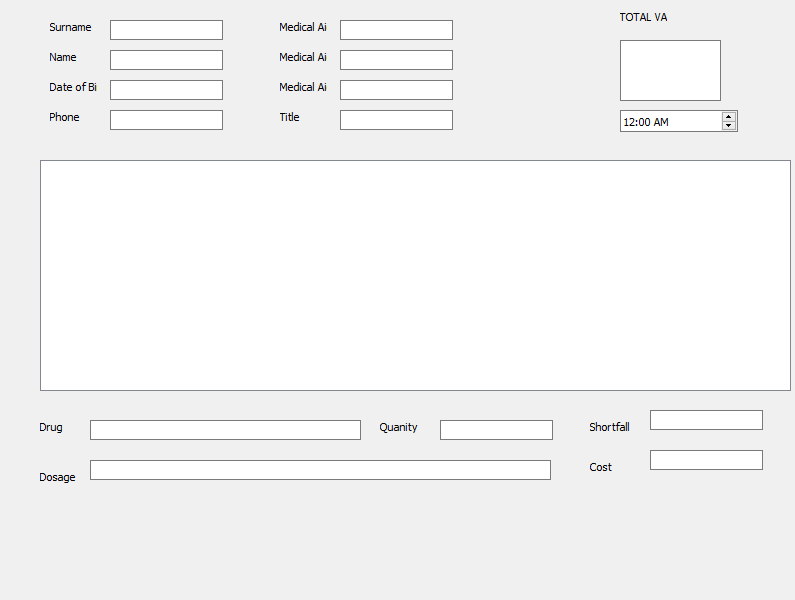 Surname
Medical Ai
TOTAL VA
Name
Medical Ai
Date of Bi
Medical Ai
Phone
Title
12:00 AM
Drug
Quanity
Shortfall
Dosage
Cost